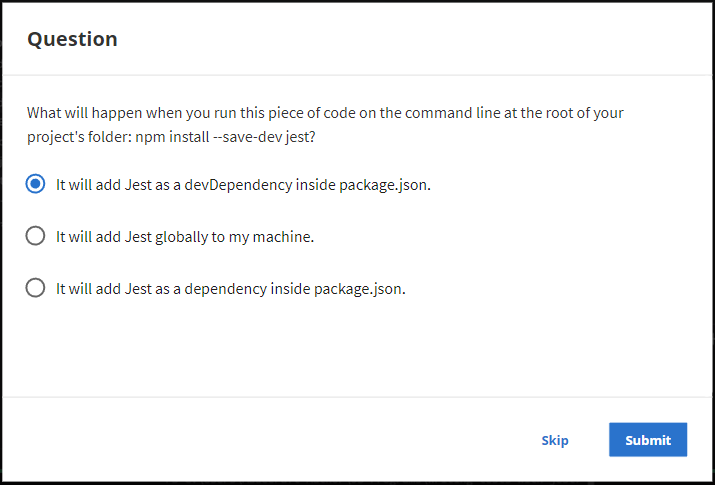 Question
What will happen when you run this piece of code on the command line at the root of your
project's folder: npm install --save-dev jest?
It will add Jest as a devDependency inside package.json.
It will add Jest globally to my machine.
It will add Jest as a dependency inside package.json.
Skip
Submit